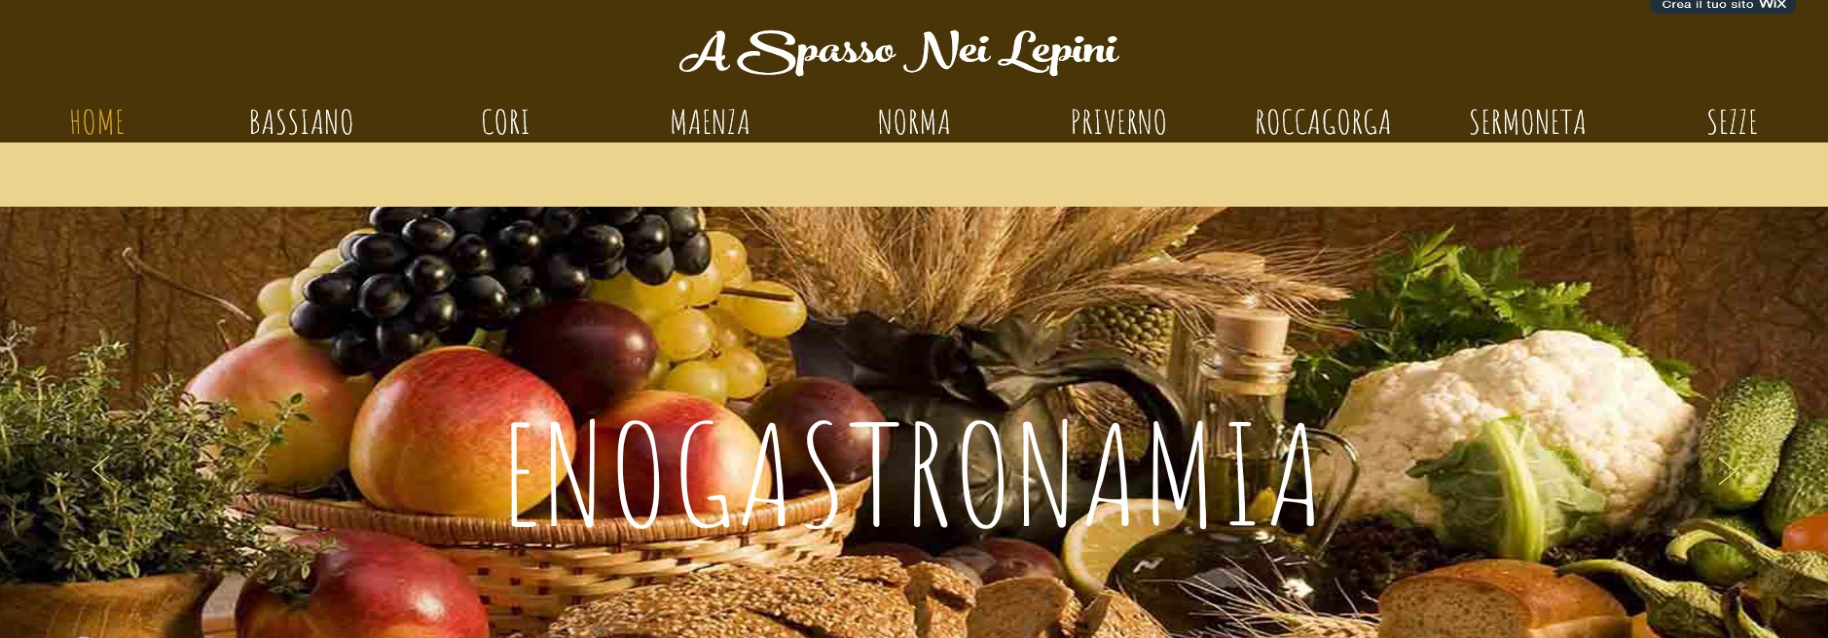 Crea il tuo sito WiX
A Spasso Nei Lepini
HOME BASSIANO CORI MAENZA NORMA PRIVERNO ROCCAGORGA SERMONETA SEZZE
ENOGASTRONAMIA